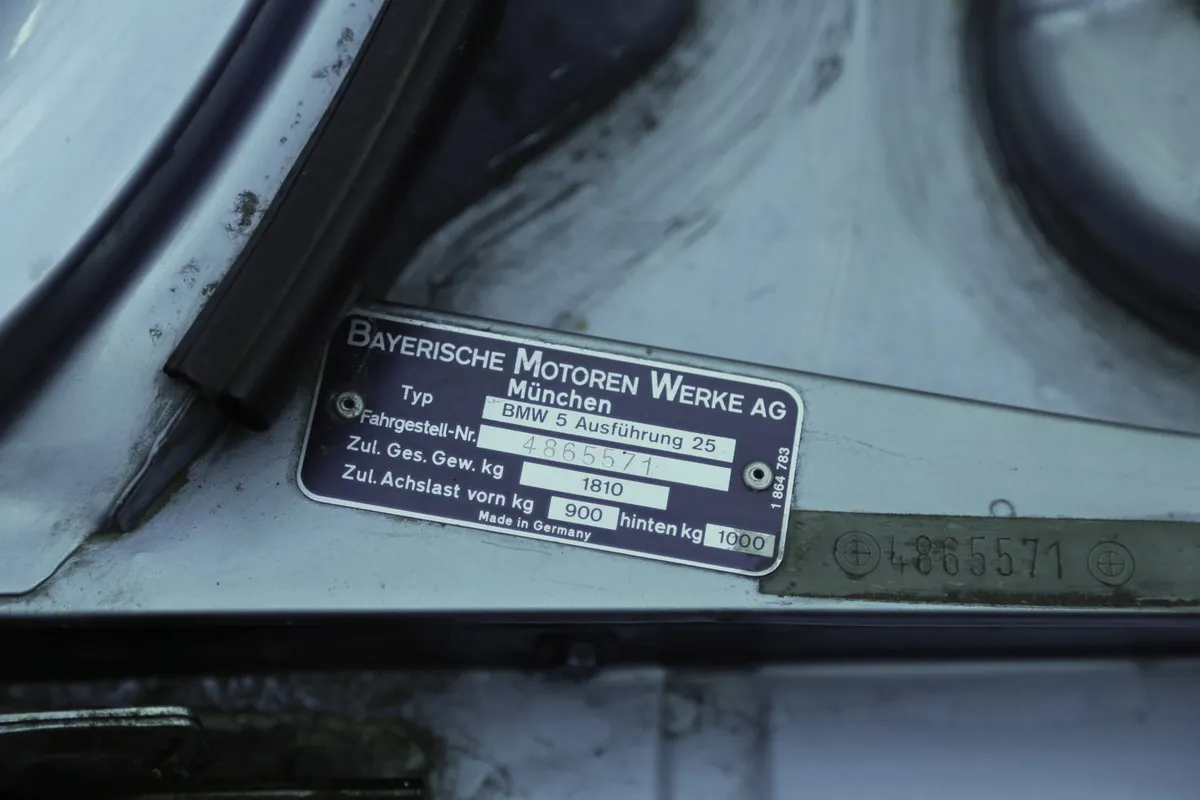 BAYERISCHE MOTOREN WERKE AG
München
Typ BMW 5 Ausführung 25
Fahrgestell-Nr. 4865571
Zul. Ges. Gew. kg 1810
Zul. Achslast vorn kg 900 hinten kg 1000
Made in Germany
1 864 783
4865571